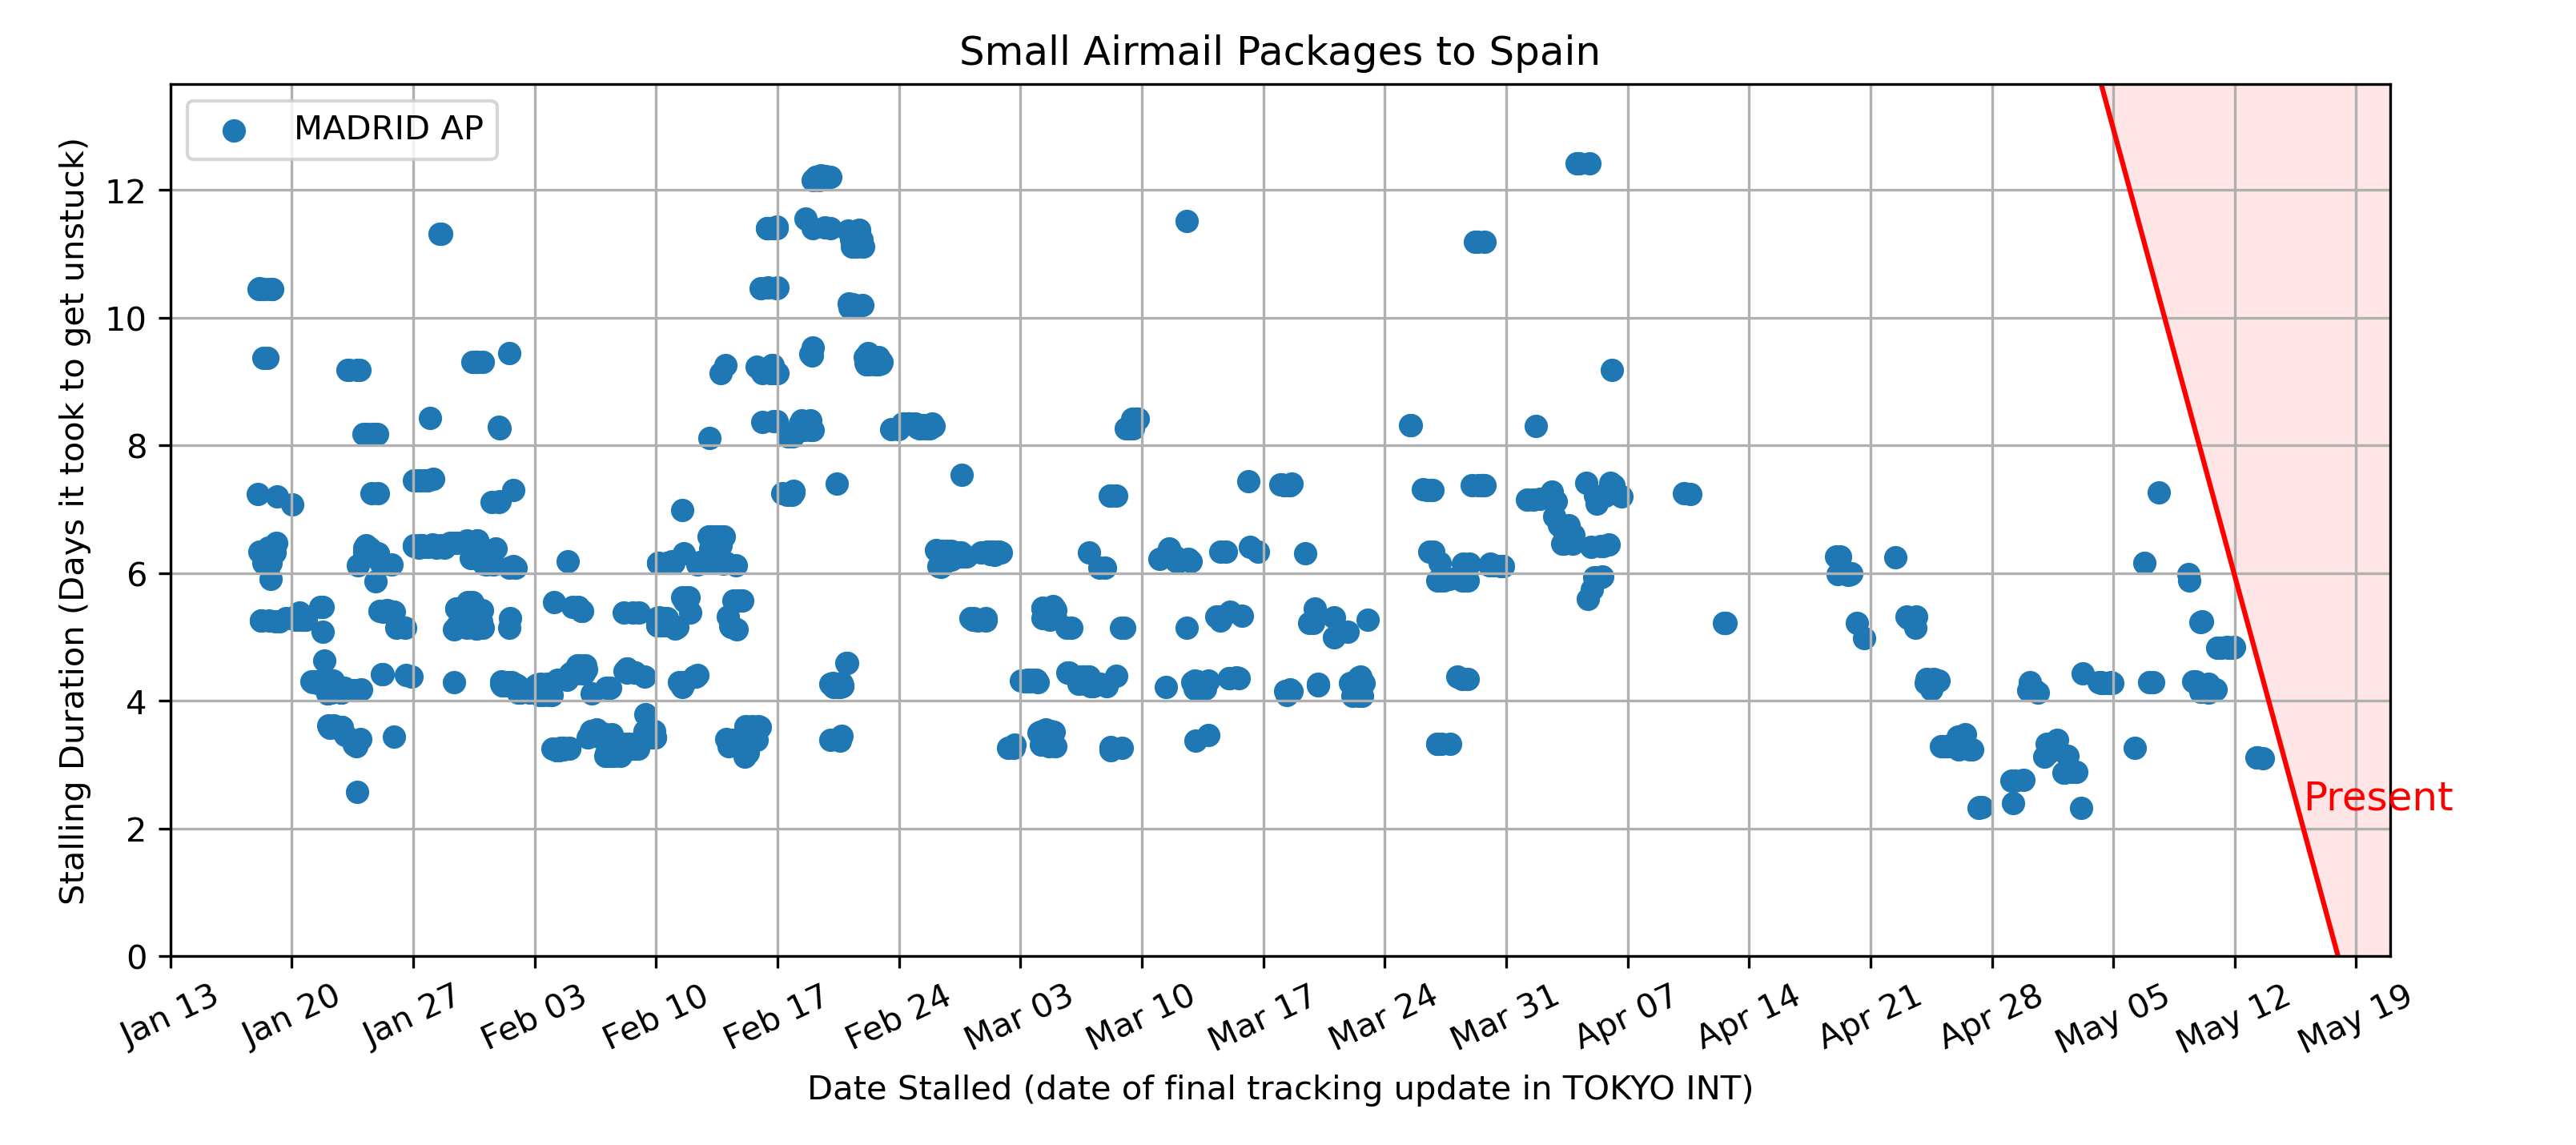 Small Airmail Packages to Spain
MADRID AP
Stalling Duration (Days it took to get unstuck)
12
10
8
6
4
2
0
Present
Jan 13
Jan 20
Jan 27
Feb 03
Feb 10
Feb 17
Feb 24
Mar 03
Mar 10
Mar 17
Mar 24
Mar 31
Apr 07
Apr 14
Apr 21
Apr 28
May 05
May 12
May 19
Date Stalled (date of final tracking update in TOKYO INT)